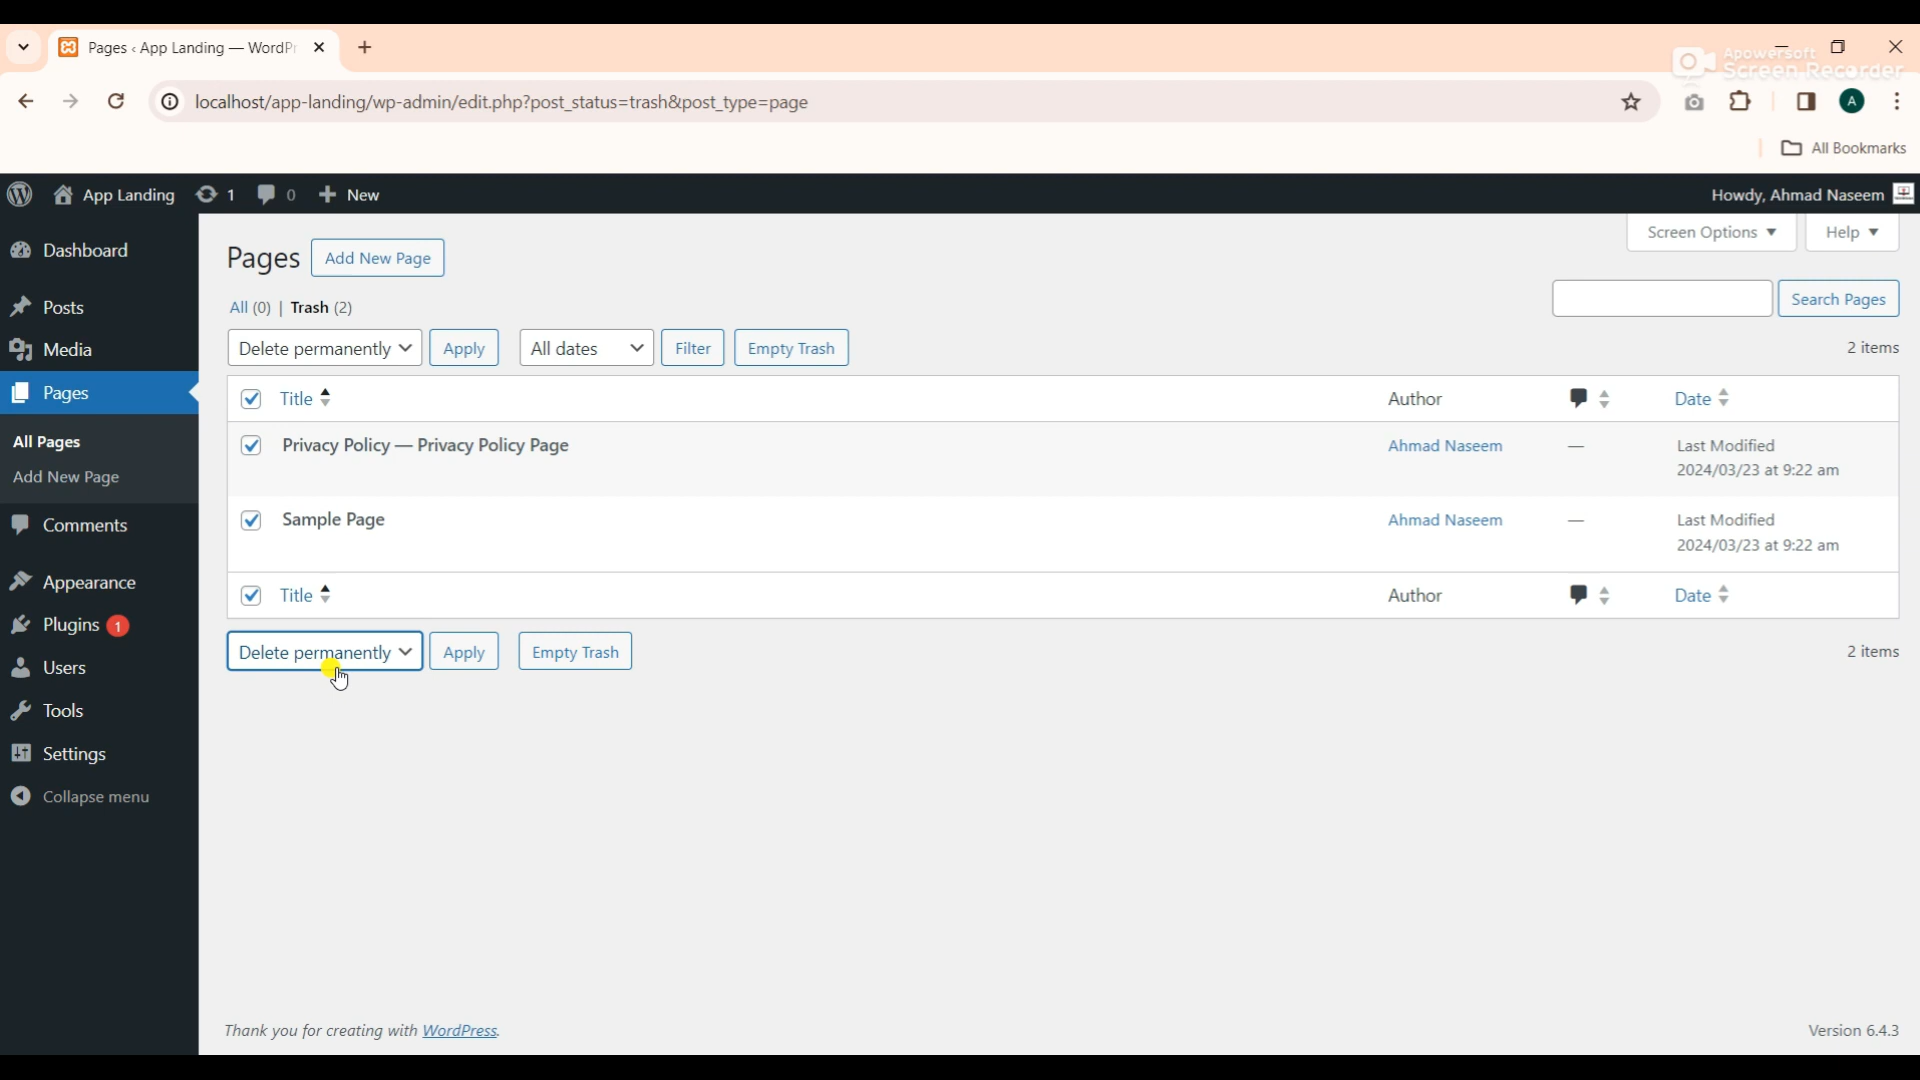 Pages ‹ App Landing — WordPr
Apowersoft
Screen Recorder
localhost/app-landing/wp-admin/edit.php?post_status=trash&post_type=page
A
All Bookmarks
App Landing 1 0 New
Howdy, Ahmad Naseem
Dashboard
Posts
Media
Pages
All Pages
Add New Page
Comments
Appearance
Plugins 1
Users
Tools
Settings
Collapse menu
Screen Options Help
Pages Add New Page
All (0) | Trash (2)
Search Pages
Delete permanently Apply All dates Filter Empty Trash 2 items
Title Author Date
Privacy Policy — Privacy Policy Page Ahmad Naseem — Last Modified
2024/03/23 at 9:22 am
Sample Page Ahmad Naseem — Last Modified
2024/03/23 at 9:22 am
Title Author Date
Delete permanently Apply Empty Trash 2 items
Thank you for creating with WordPress. Version 6.4.3